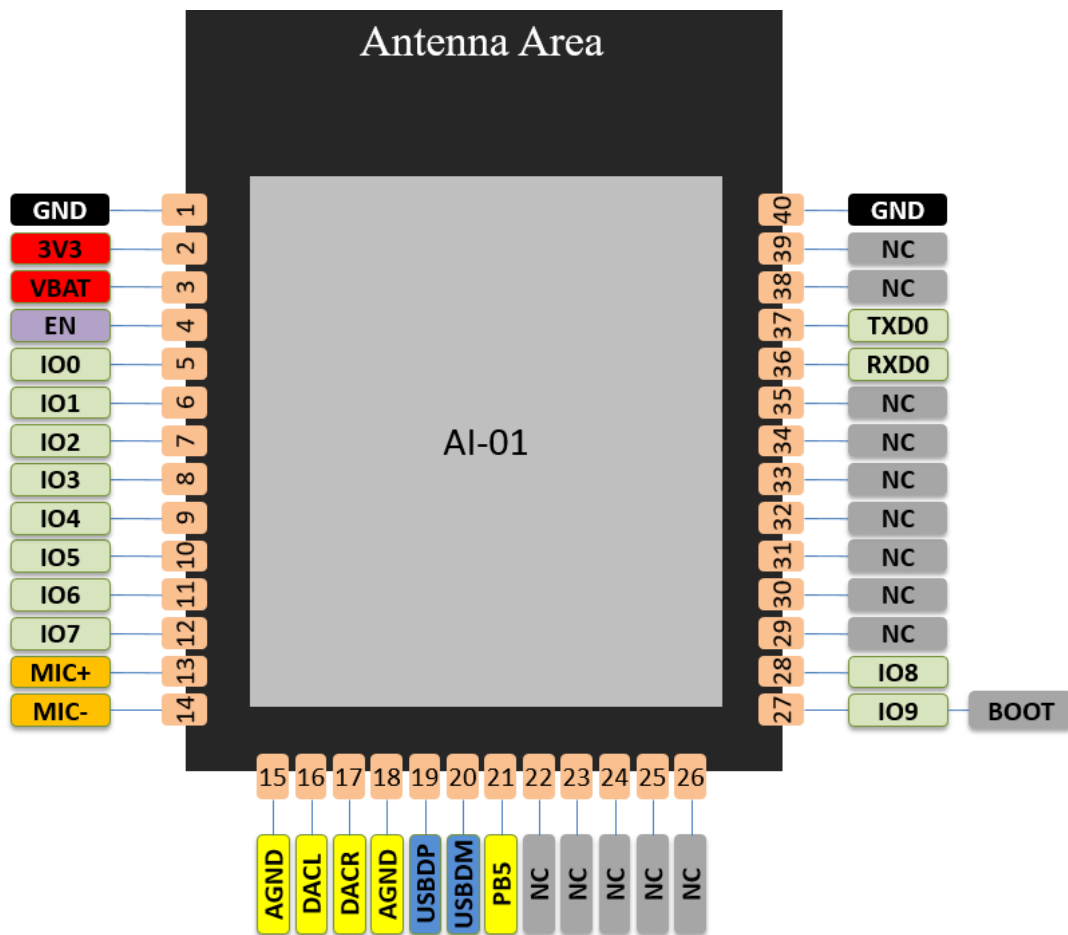 Antenna Area
GND 1 40 GND
3V3 2 39 NC
VBAT 3 38 NC
EN 4 37 TXD0
IO0 5 36 RXD0
IO1 6 35 NC
IO2 7 34 NC
AI-01
IO3 8 33 NC
IO4 9 32 NC
IO5 10 31 NC
IO6 11 30 NC
IO7 12 29 NC
MIC+ 13 28 IO8
MIC- 14 27 IO9 BOOT
15 16 17 18 19 20 21 22 23 24 25 26
AGND DACL DACR AGND USBDP USBDM PB5 NC NC NC NC NC